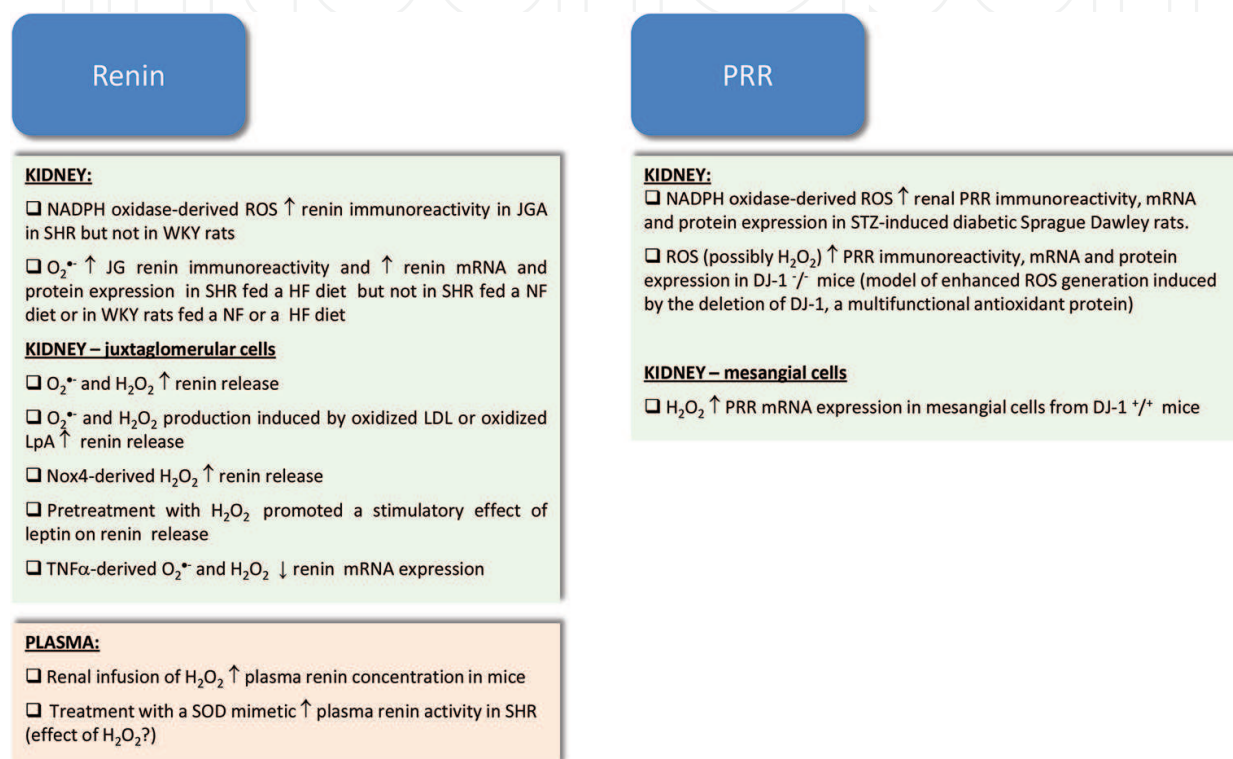 Renin
KIDNEY:
❑ NADPH oxidase-derived ROS ↑ renin immunoreactivity in JGA
in SHR but not in WKY rats
❑ O₂•- ↑ JG renin immunoreactivity and ↑ renin mRNA and
protein expression in SHR fed a HF diet but not in SHR fed a NF
diet or in WKY rats fed a NF or a HF diet
KIDNEY – juxtaglomerular cells
❑ O₂•- and H₂O₂ ↑ renin release
❑ O₂•- and H₂O₂ production induced by oxidized LDL or oxidized
LpA ↑ renin release
❑ Nox4-derived H₂O₂ ↑ renin release
❑ Pretreatment with H₂O₂ promoted a stimulatory effect of
leptin on renin release
❑ TNFα-derived O₂•- and H₂O₂ ↓ renin mRNA expression
PLASMA:
❑ Renal infusion of H₂O₂ ↑ plasma renin concentration in mice
❑ Treatment with a SOD mimetic ↑ plasma renin activity in SHR
(effect of H₂O₂?)
PRR
KIDNEY:
❑ NADPH oxidase-derived ROS ↑ renal PRR immunoreactivity, mRNA
and protein expression in STZ-induced diabetic Sprague Dawley rats.
❑ ROS (possibly H₂O₂) ↑ PRR immunoreactivity, mRNA and protein
expression in DJ-1 -/- mice (model of enhanced ROS generation induced
by the deletion of DJ-1, a multifunctional antioxidant protein)
KIDNEY – mesangial cells
❑ H₂O₂ ↑ PRR mRNA expression in mesangial cells from DJ-1 +/+ mice